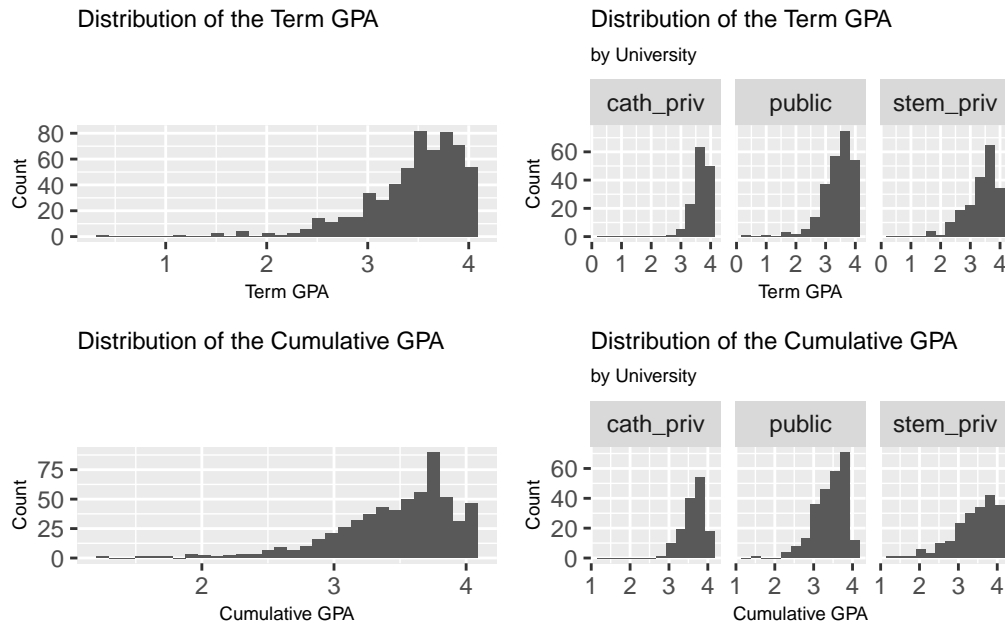 Distribution of the Term GPA
80
60
40
20
0
Count
1 2 3 4
Term GPA
Distribution of the Term GPA
by University
cath_priv public stem_priv
60
40
20
0
Count
0 1 2 3 4 0 1 2 3 4 0 1 2 3 4
Term GPA
Distribution of the Cumulative GPA
75
50
25
0
Count
2 3 4
Cumulative GPA
Distribution of the Cumulative GPA
by University
cath_priv public stem_priv
60
40
20
0
Count
1 2 3 4 1 2 3 4 1 2 3 4
Cumulative GPA